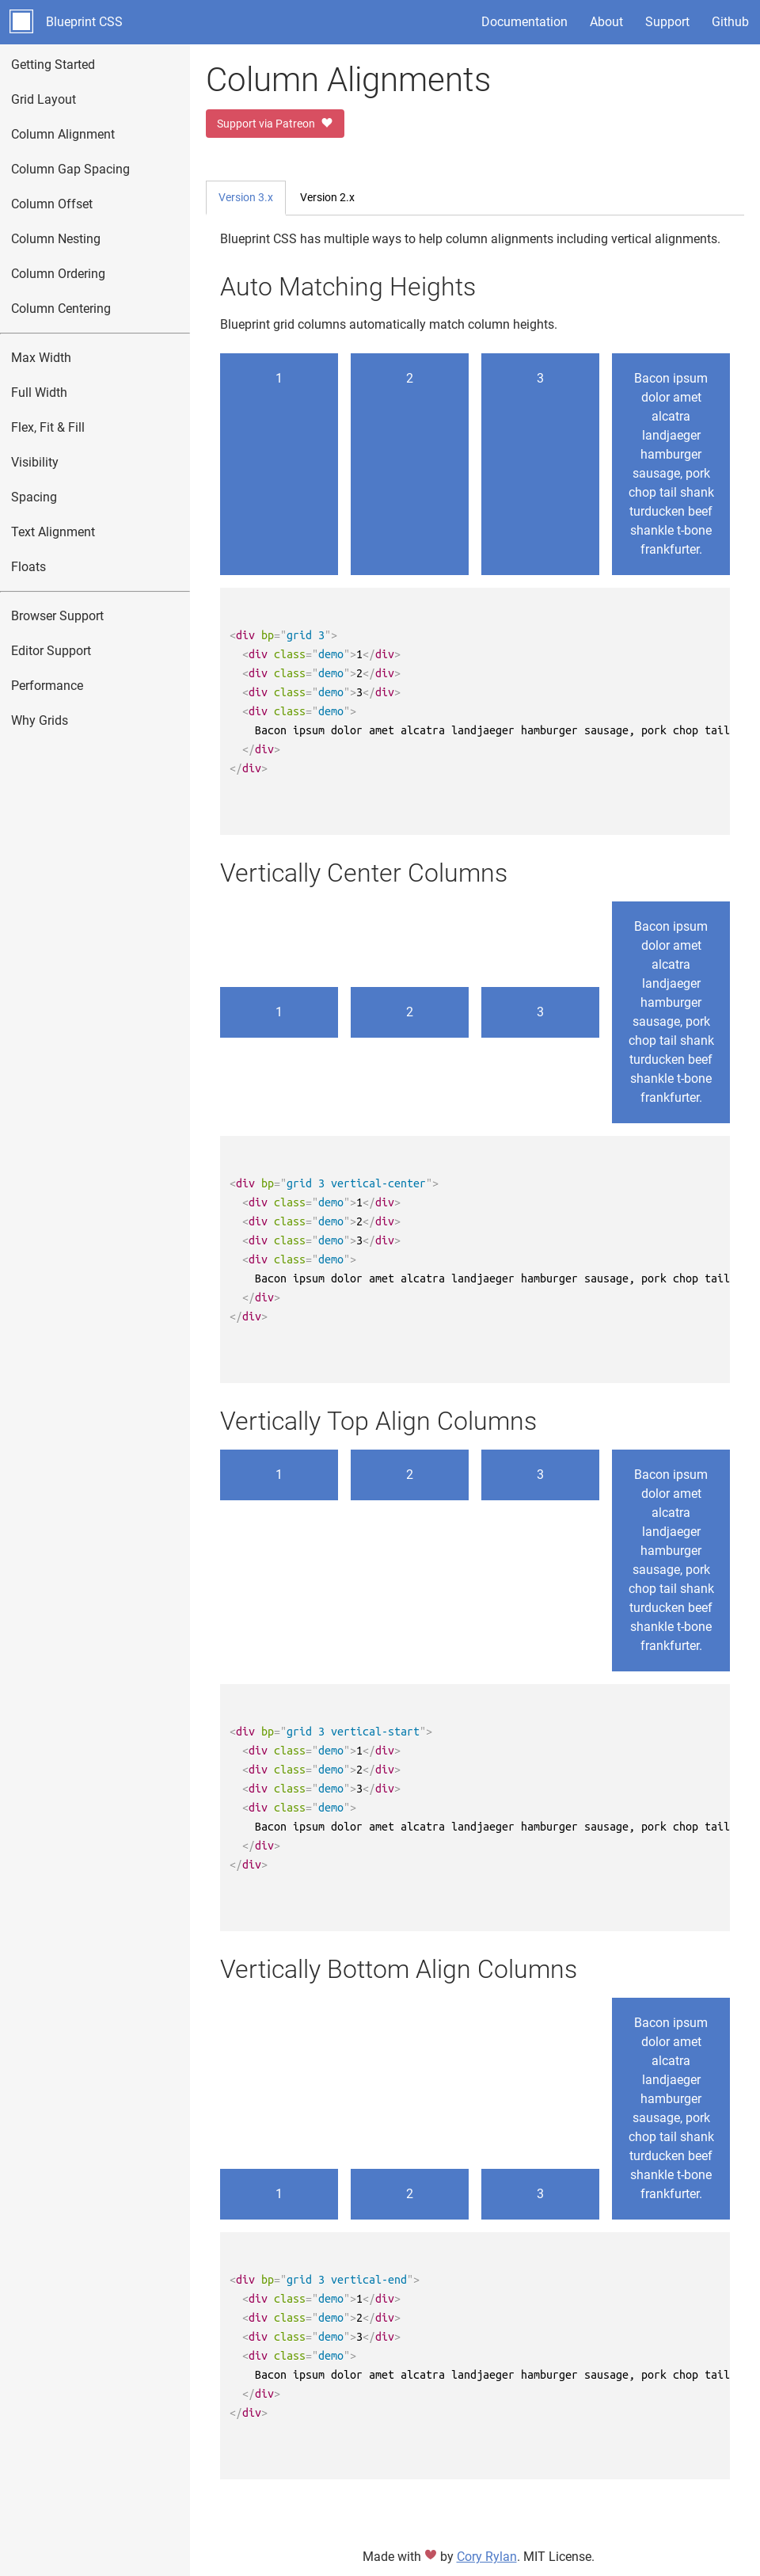 Blueprint CSS
Documentation
About
Support
Github
Getting Started
Grid Layout
Column Alignment
Column Gap Spacing
Column Offset
Column Nesting
Column Ordering
Column Centering
Max Width
Full Width
Flex, Fit & Fill
Visibility
Spacing
Text Alignment
Floats
Browser Support
Editor Support
Performance
Why Grids
Column Alignments
Support via Patreon
Version 3.x
Version 2.x
Blueprint CSS has multiple ways to help column alignments including vertical alignments.
Auto Matching Heights
Blueprint grid columns automatically match column heights.
1
2
3
Bacon ipsum
dolor amet
alcatra
landjaeger
hamburger
sausage, pork
chop tail shank
turducken beef
shankle t-bone
frankfurter.
<div bp="grid 3">
<div class="demo">1</div>
<div class="demo">2</div>
<div class="demo">3</div>
<div class="demo">
Bacon ipsum dolor amet alcatra landjaeger hamburger sausage, pork chop tail
</div>
</div>
Vertically Center Columns
1
2
3
Bacon ipsum
dolor amet
alcatra
landjaeger
hamburger
sausage, pork
chop tail shank
turducken beef
shankle t-bone
frankfurter.
<div bp="grid 3 vertical-center">
<div class="demo">1</div>
<div class="demo">2</div>
<div class="demo">3</div>
<div class="demo">
Bacon ipsum dolor amet alcatra landjaeger hamburger sausage, pork chop tail
</div>
</div>
Vertically Top Align Columns
1
2
3
Bacon ipsum
dolor amet
alcatra
landjaeger
hamburger
sausage, pork
chop tail shank
turducken beef
shankle t-bone
frankfurter.
<div bp="grid 3 vertical-start">
<div class="demo">1</div>
<div class="demo">2</div>
<div class="demo">3</div>
<div class="demo">
Bacon ipsum dolor amet alcatra landjaeger hamburger sausage, pork chop tail
</div>
</div>
Vertically Bottom Align Columns
1
2
3
Bacon ipsum
dolor amet
alcatra
landjaeger
hamburger
sausage, pork
chop tail shank
turducken beef
shankle t-bone
frankfurter.
<div bp="grid 3 vertical-end">
<div class="demo">1</div>
<div class="demo">2</div>
<div class="demo">3</div>
<div class="demo">
Bacon ipsum dolor amet alcatra landjaeger hamburger sausage, pork chop tail
</div>
</div>
Made with ♥ by Cory Rylan. MIT License.